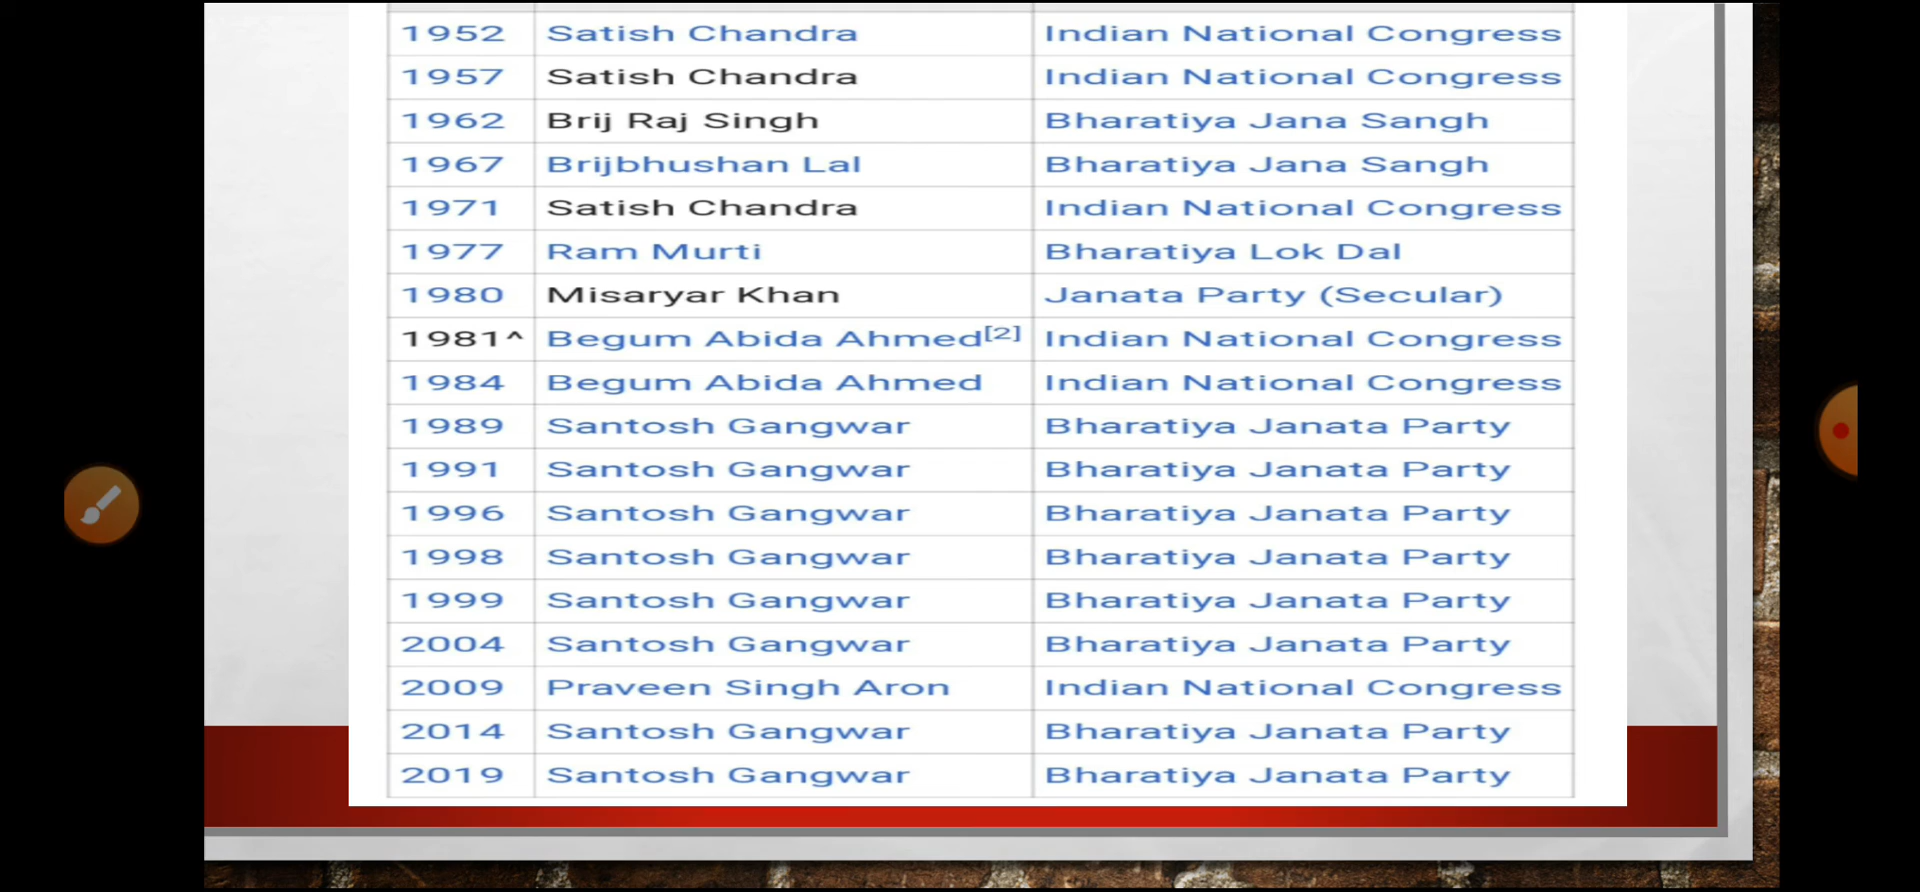 1952 Satish Chandra Indian National Congress
1957 Satish Chandra Indian National Congress
1962 Brij Raj Singh Bharatiya Jana Sangh
1967 Brijbhushan Lal Bharatiya Jana Sangh
1971 Satish Chandra Indian National Congress
1977 Ram Murti Bharatiya Lok Dal
1980 Misaryar Khan Janata Party (Secular)
1981^ Begum Abida Ahmed[2] Indian National Congress
1984 Begum Abida Ahmed Indian National Congress
1989 Santosh Gangwar Bharatiya Janata Party
1991 Santosh Gangwar Bharatiya Janata Party
1996 Santosh Gangwar Bharatiya Janata Party
1998 Santosh Gangwar Bharatiya Janata Party
1999 Santosh Gangwar Bharatiya Janata Party
2004 Santosh Gangwar Bharatiya Janata Party
2009 Praveen Singh Aron Indian National Congress
2014 Santosh Gangwar Bharatiya Janata Party
2019 Santosh Gangwar Bharatiya Janata Party